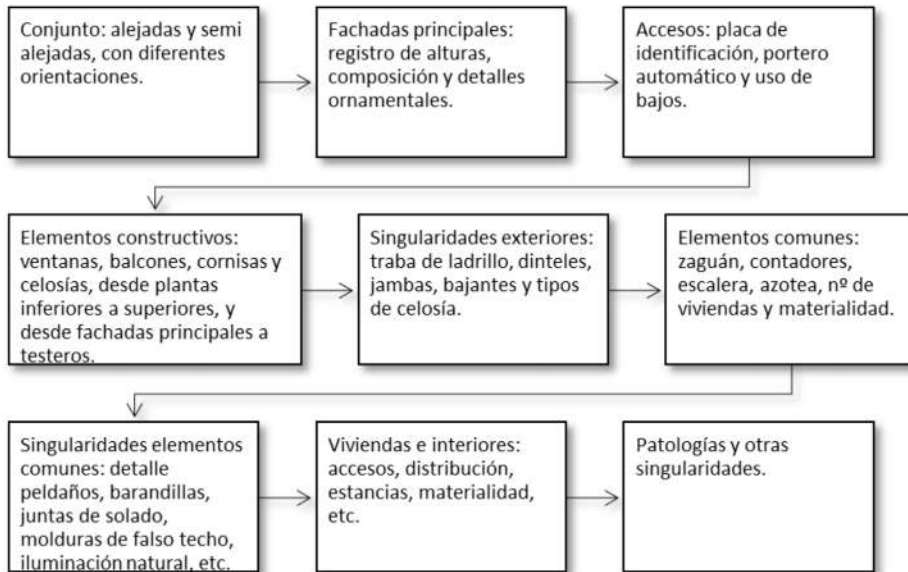 Conjunto: alejadas y semi
alejadas, con diferentes
orientaciones.
Fachadas principales:
registro de alturas,
composición y detalles
ornamentales.
Accesos: placa de
identificación, portero
automático y uso de
bajos.
Elementos constructivos:
ventanas, balcones, cornisas y
celosías, desde plantas
inferiores a superiores, y
desde fachadas principales a
testeros.
Singularidades exteriores:
traba de ladrillo, dinteles,
jambas, bajantes y tipos
de celosía.
Elementos comunes:
zaguán, contadores,
escalera, azotea, nº de
viviendas y materialidad.
Singularidades elementos
comunes: detalle
peldaños, barandillas,
juntas de solado,
molduras de falso techo,
iluminación natural, etc.
Viviendas e interiores:
accesos, distribución,
estancias, materialidad,
etc.
Patologías y otras
singularidades.